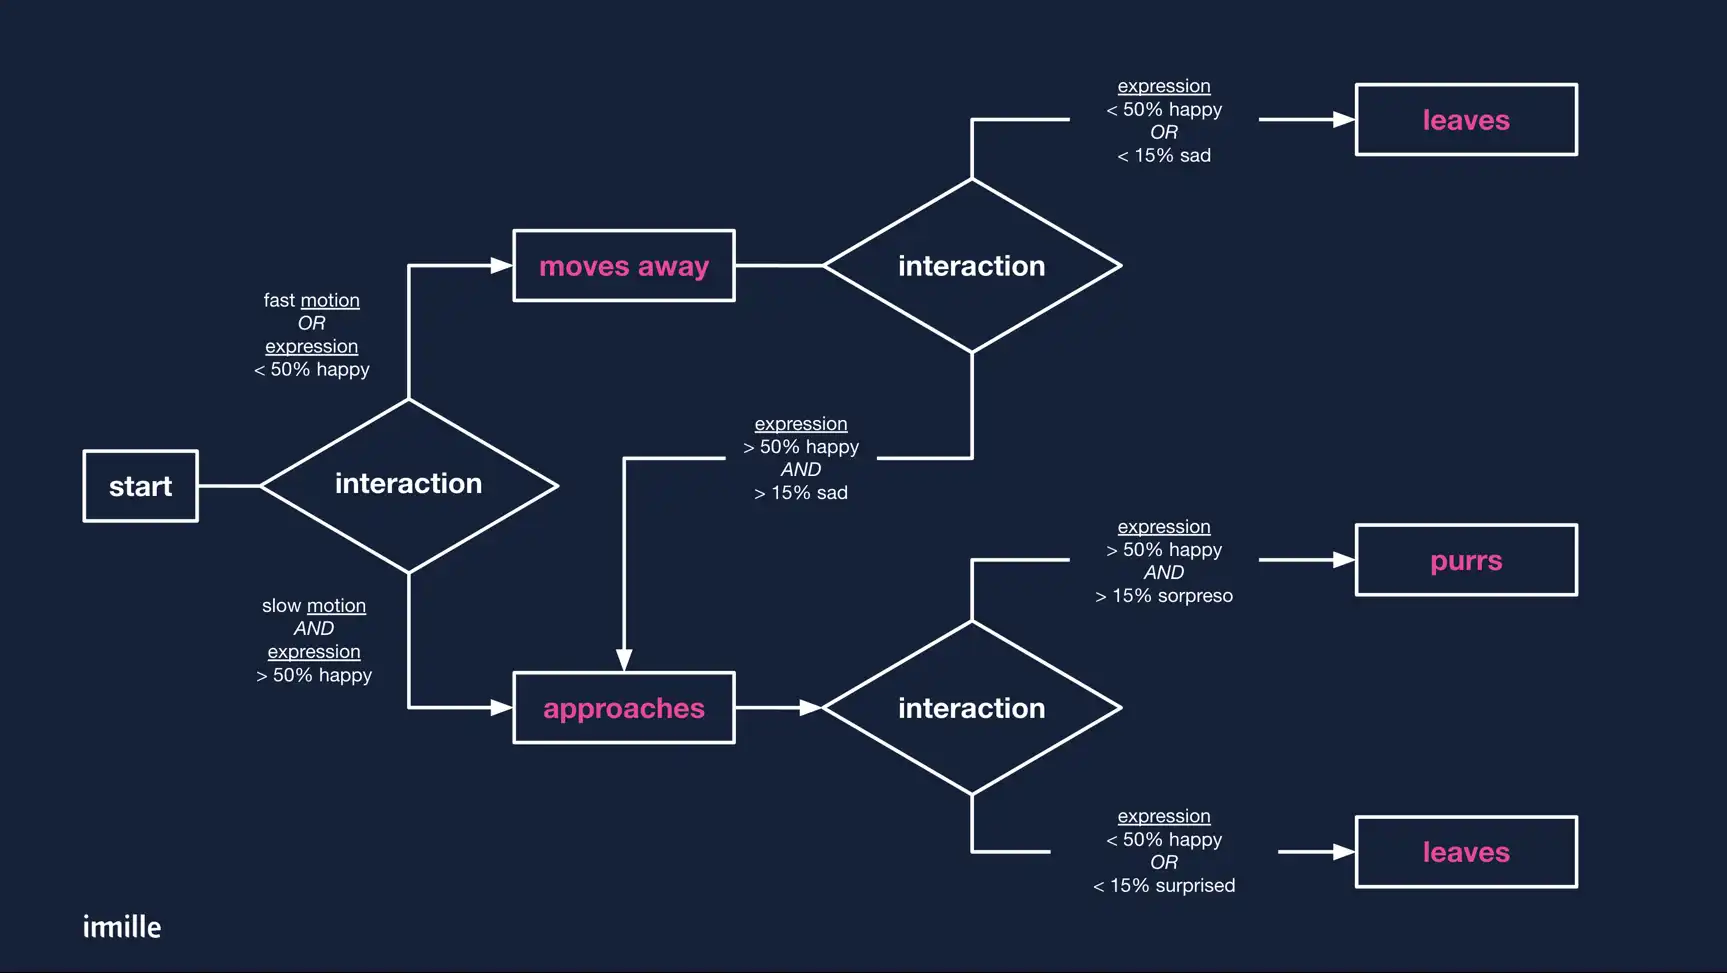 expression
< 50% happy
OR
< 15% sad
leaves
moves away
interaction
fast motion
OR
expression
< 50% happy
start
interaction
expression
> 50% happy
AND
> 15% sad
slow motion
AND
expression
> 50% happy
approaches
interaction
expression
> 50% happy
AND
> 15% sorpreso
purrs
expression
< 50% happy
OR
< 15% surprised
leaves
imille